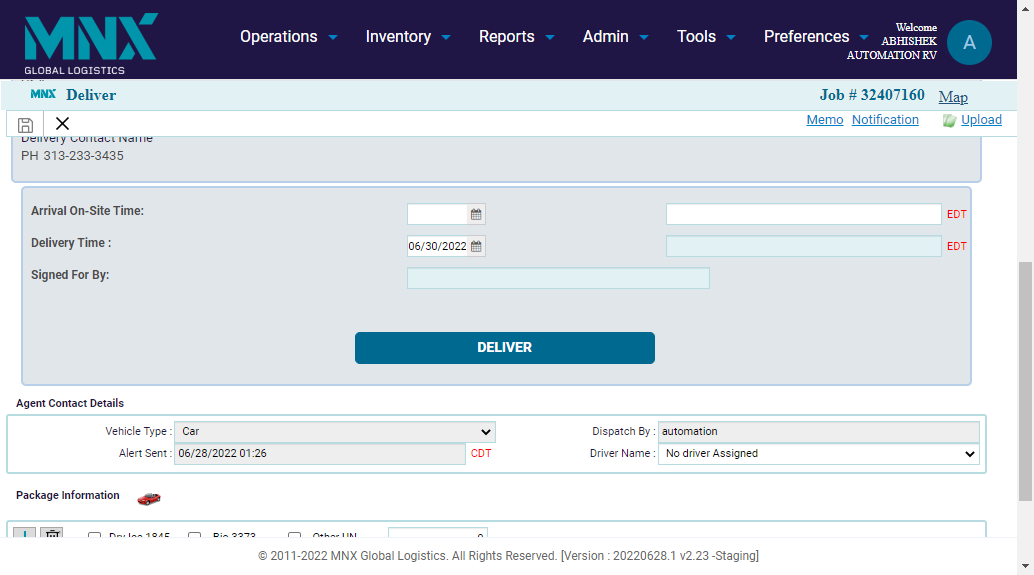 MNX
GLOBAL LOGISTICS
Operations Inventory Reports Admin Tools Preferences
Welcome
ABHISHEK
AUTOMATION RV
A
MNX Deliver Job # 32407160 Map
Memo Notification Upload
Delivery Contact Name
PH 313-233-3435
Arrival On-Site Time: EDT
Delivery Time : 06/30/2022 EDT
Signed For By:
DELIVER
Agent Contact Details
Vehicle Type : Car Dispatch By : automation
Alert Sent : 06/28/2022 01:26 CDT Driver Name : No driver Assigned
Package Information
Dry Ice 1845 Bio 3373 Other UN 0
© 2011-2022 MNX Global Logistics. All Rights Reserved. [Version : 20220628.1 v2.23 -Staging]